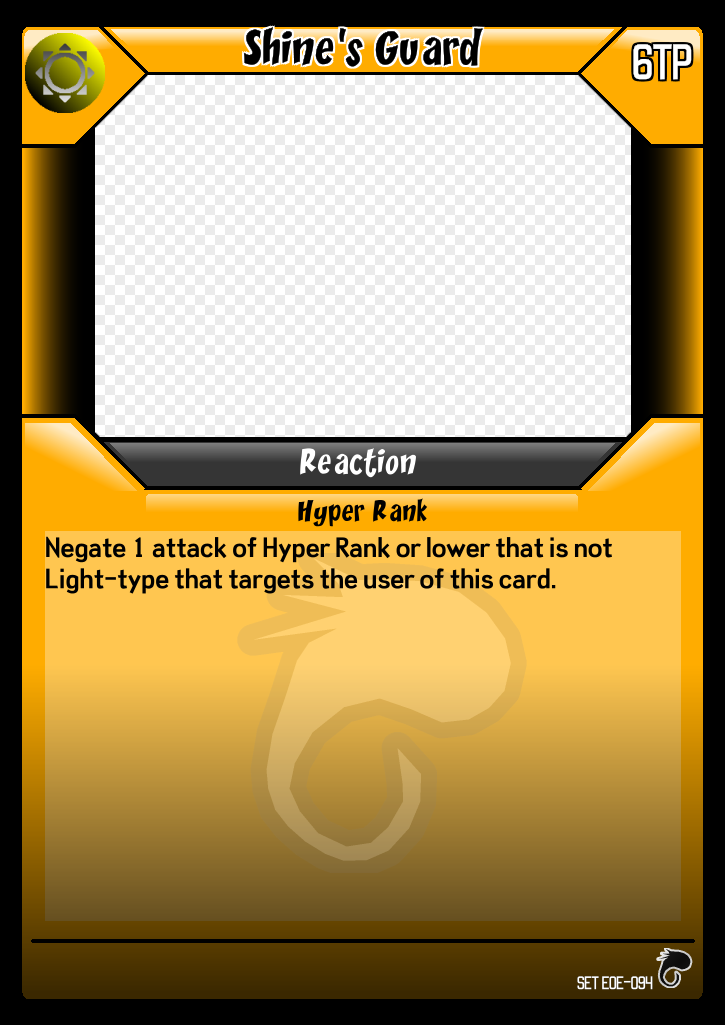 Shine's Guard
6TP
Reaction
Hyper Rank
Negate 1 attack of Hyper Rank or lower that is not
Light-type that targets the user of this card.
SET EOE-094